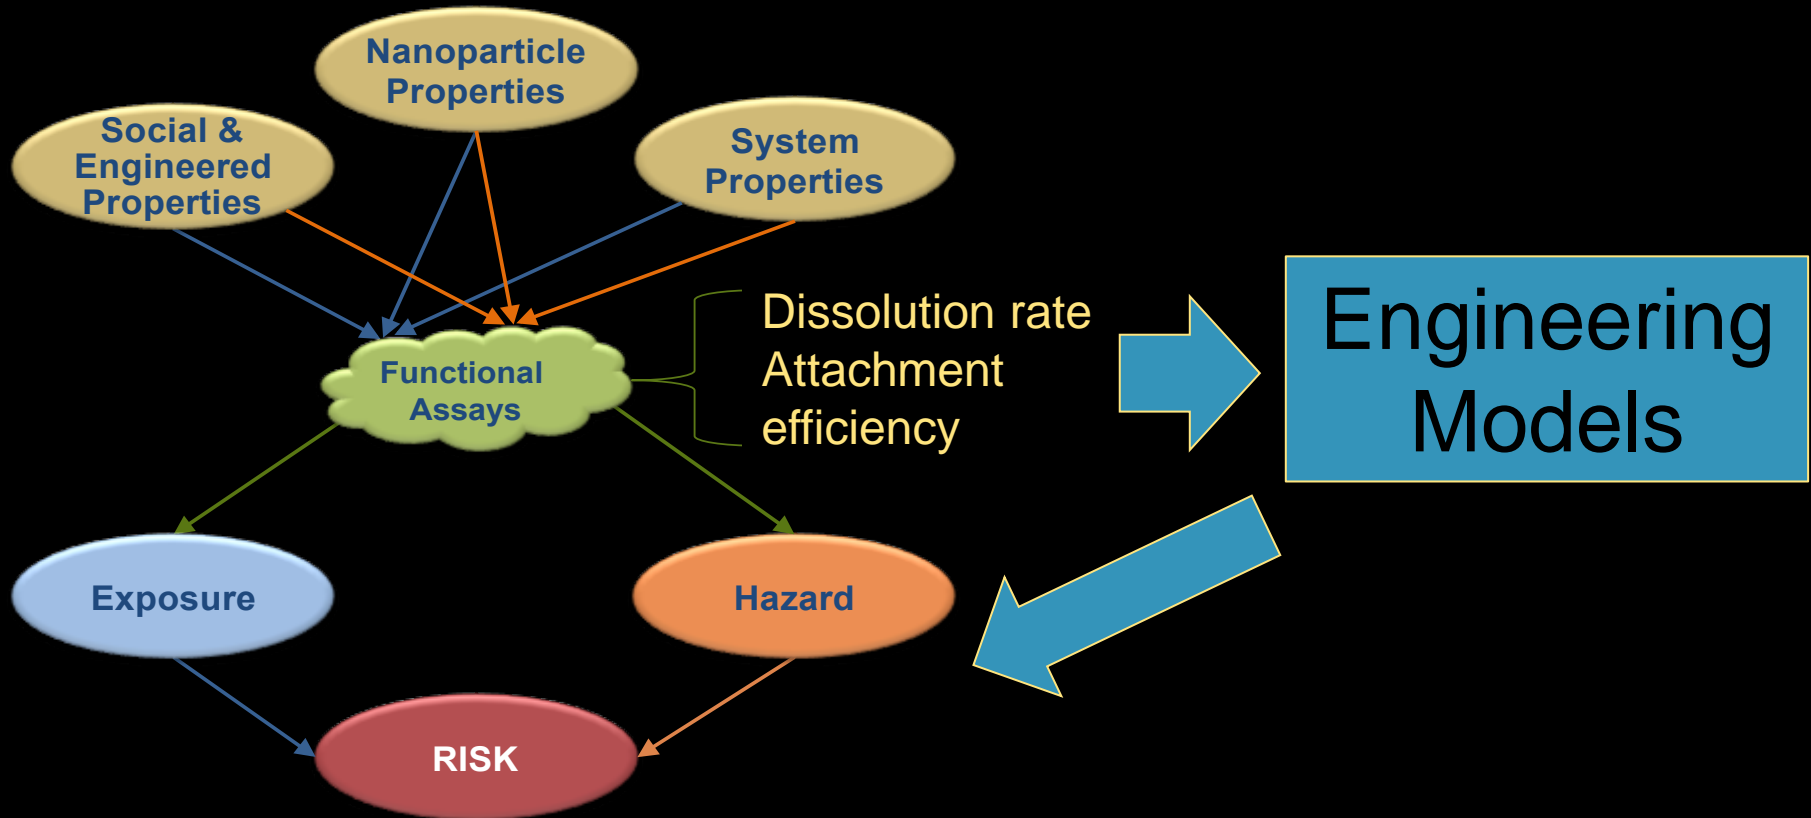 Nanoparticle
Properties
Social &
Engineered
Properties
System
Properties
Functional
Assays
Dissolution rate
Attachment
efficiency
Engineering
Models
Exposure
Hazard
RISK